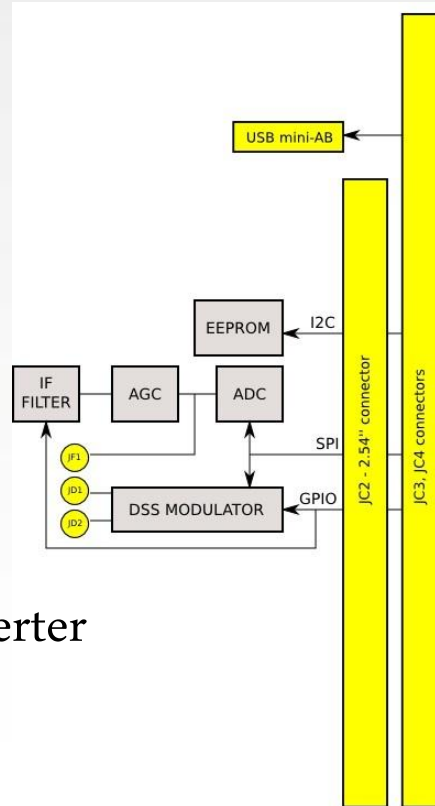 USB mini-AB
EEPROM
I2C
IF
FILTER
AGC
ADC
JF1
SPI
JD1
JD2
DSS MODULATOR
GPIO
JC2 - 2.54'' connector
JC3, JC4 connectors
erter